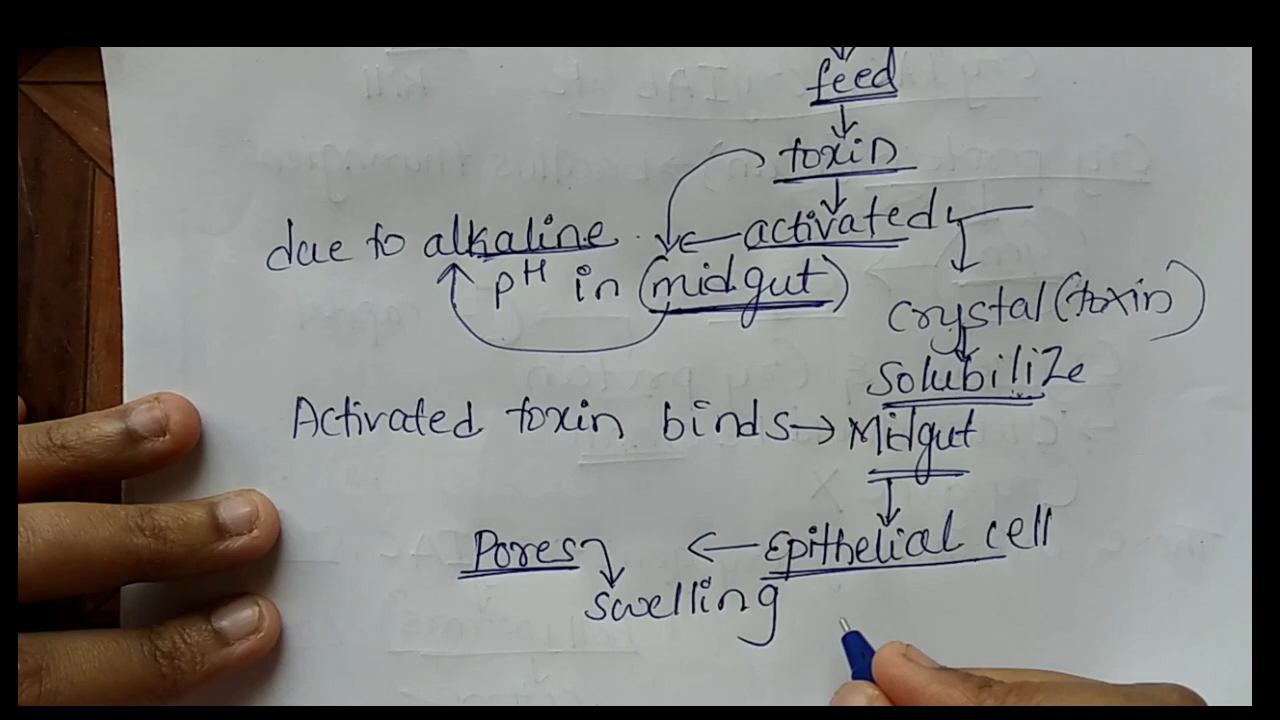 feed
toxin
due to alkaline ← activated
pH in (midgut)
crystal (toxin)
solubilize
Activated toxin binds → Midgut
Pores ← Epithelial cell
swelling